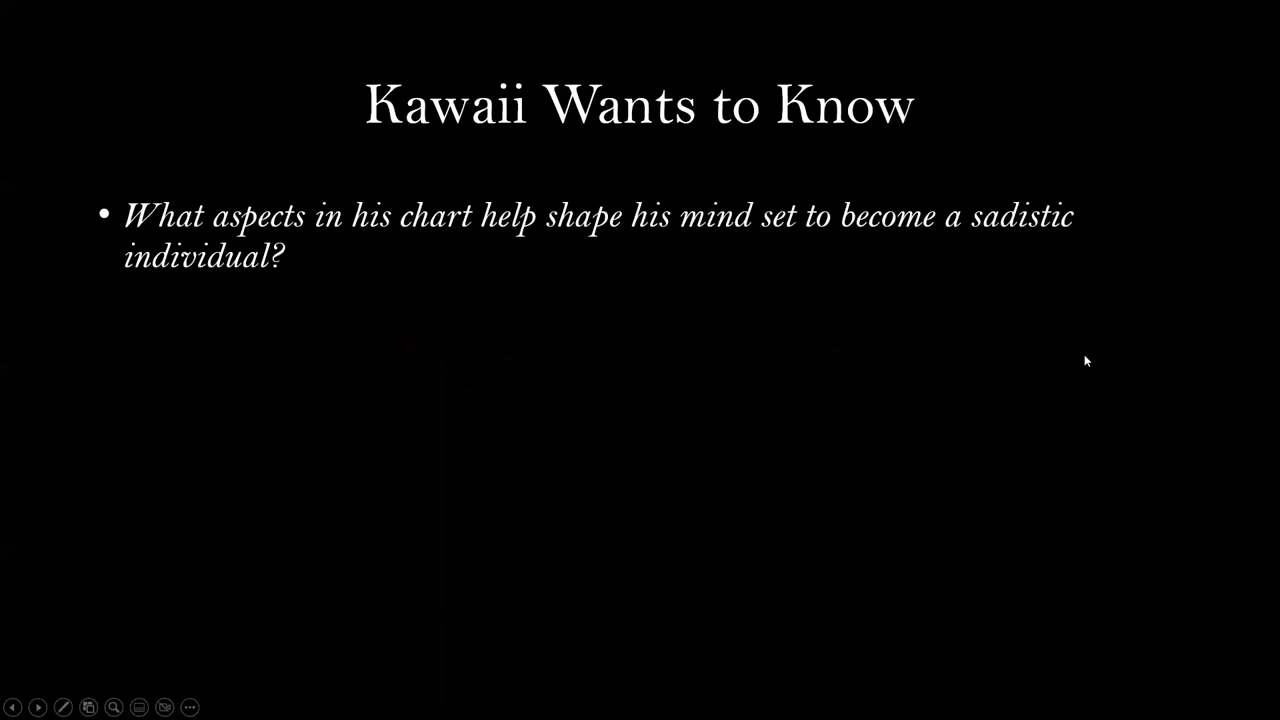 Kawaii Wants to Know
• What aspects in his chart help shape his mind set to become a sadistic
individual?